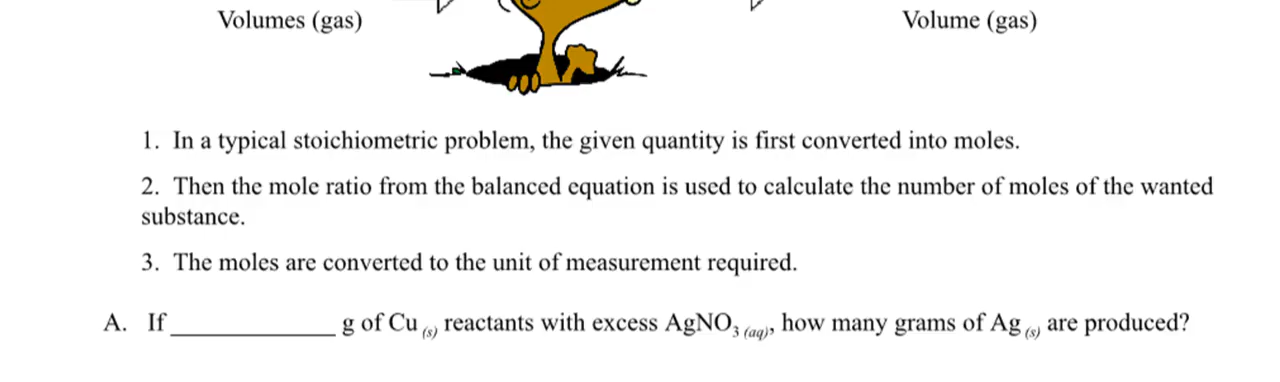 Volumes (gas) Volume (gas)
1. In a typical stoichiometric problem, the given quantity is first converted into moles.
2. Then the mole ratio from the balanced equation is used to calculate the number of moles of the wanted
substance.
3. The moles are converted to the unit of measurement required.
A. If______________g of Cu (s) reactants with excess AgNO3 (aq), how many grams of Ag (s) are produced?